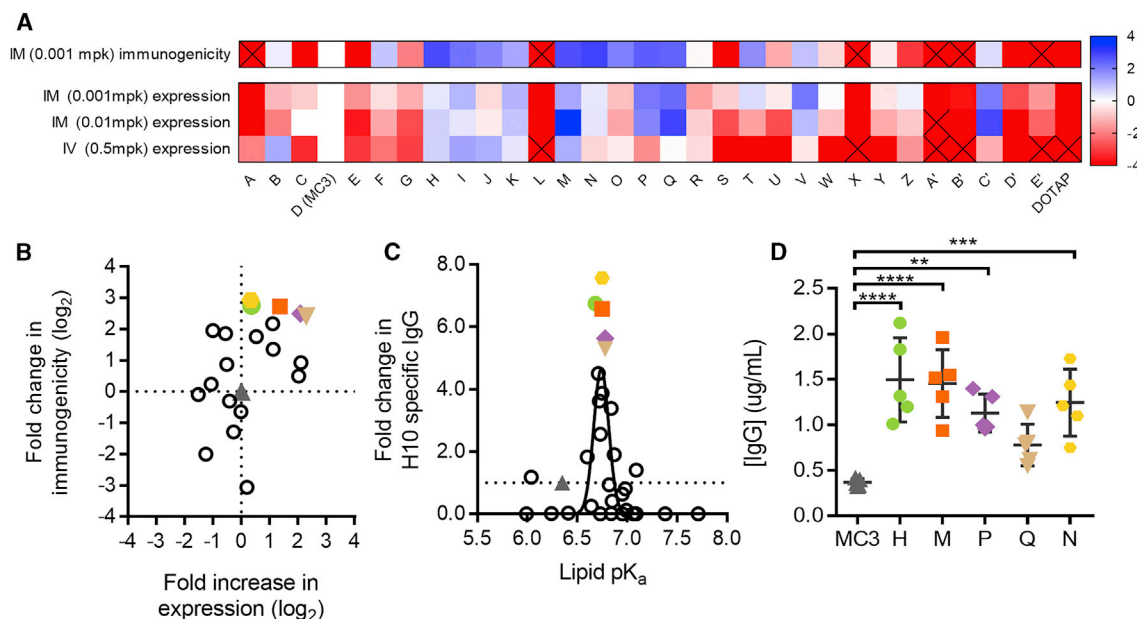 A
IM (0.001 mpk) immunogenicity
IM (0.001mpk) expression
IM (0.01mpk) expression
IV (0.5mpk) expression
4
2
0
-2
-4
A B C D (MC3) E F G H I J K L M N O P Q R S T U V W X Y Z A' B' C' D' E' DOTAP
B
Fold change in
immunogenicity (log2)
4
3
2
1
0
-1
-2
-3
-4
-4 -3 -2 -1 0 1 2 3 4
Fold increase in
expression (log2)
C
Fold change in
H10 specific IgG
8.0
6.0
4.0
2.0
0.0
5.5 6.0 6.5 7.0 7.5 8.0
Lipid pKa
D
***
**
****
****
[IgG] (ug/mL)
2.5
2.0
1.5
1.0
0.5
0.0
MC3 H M P Q N